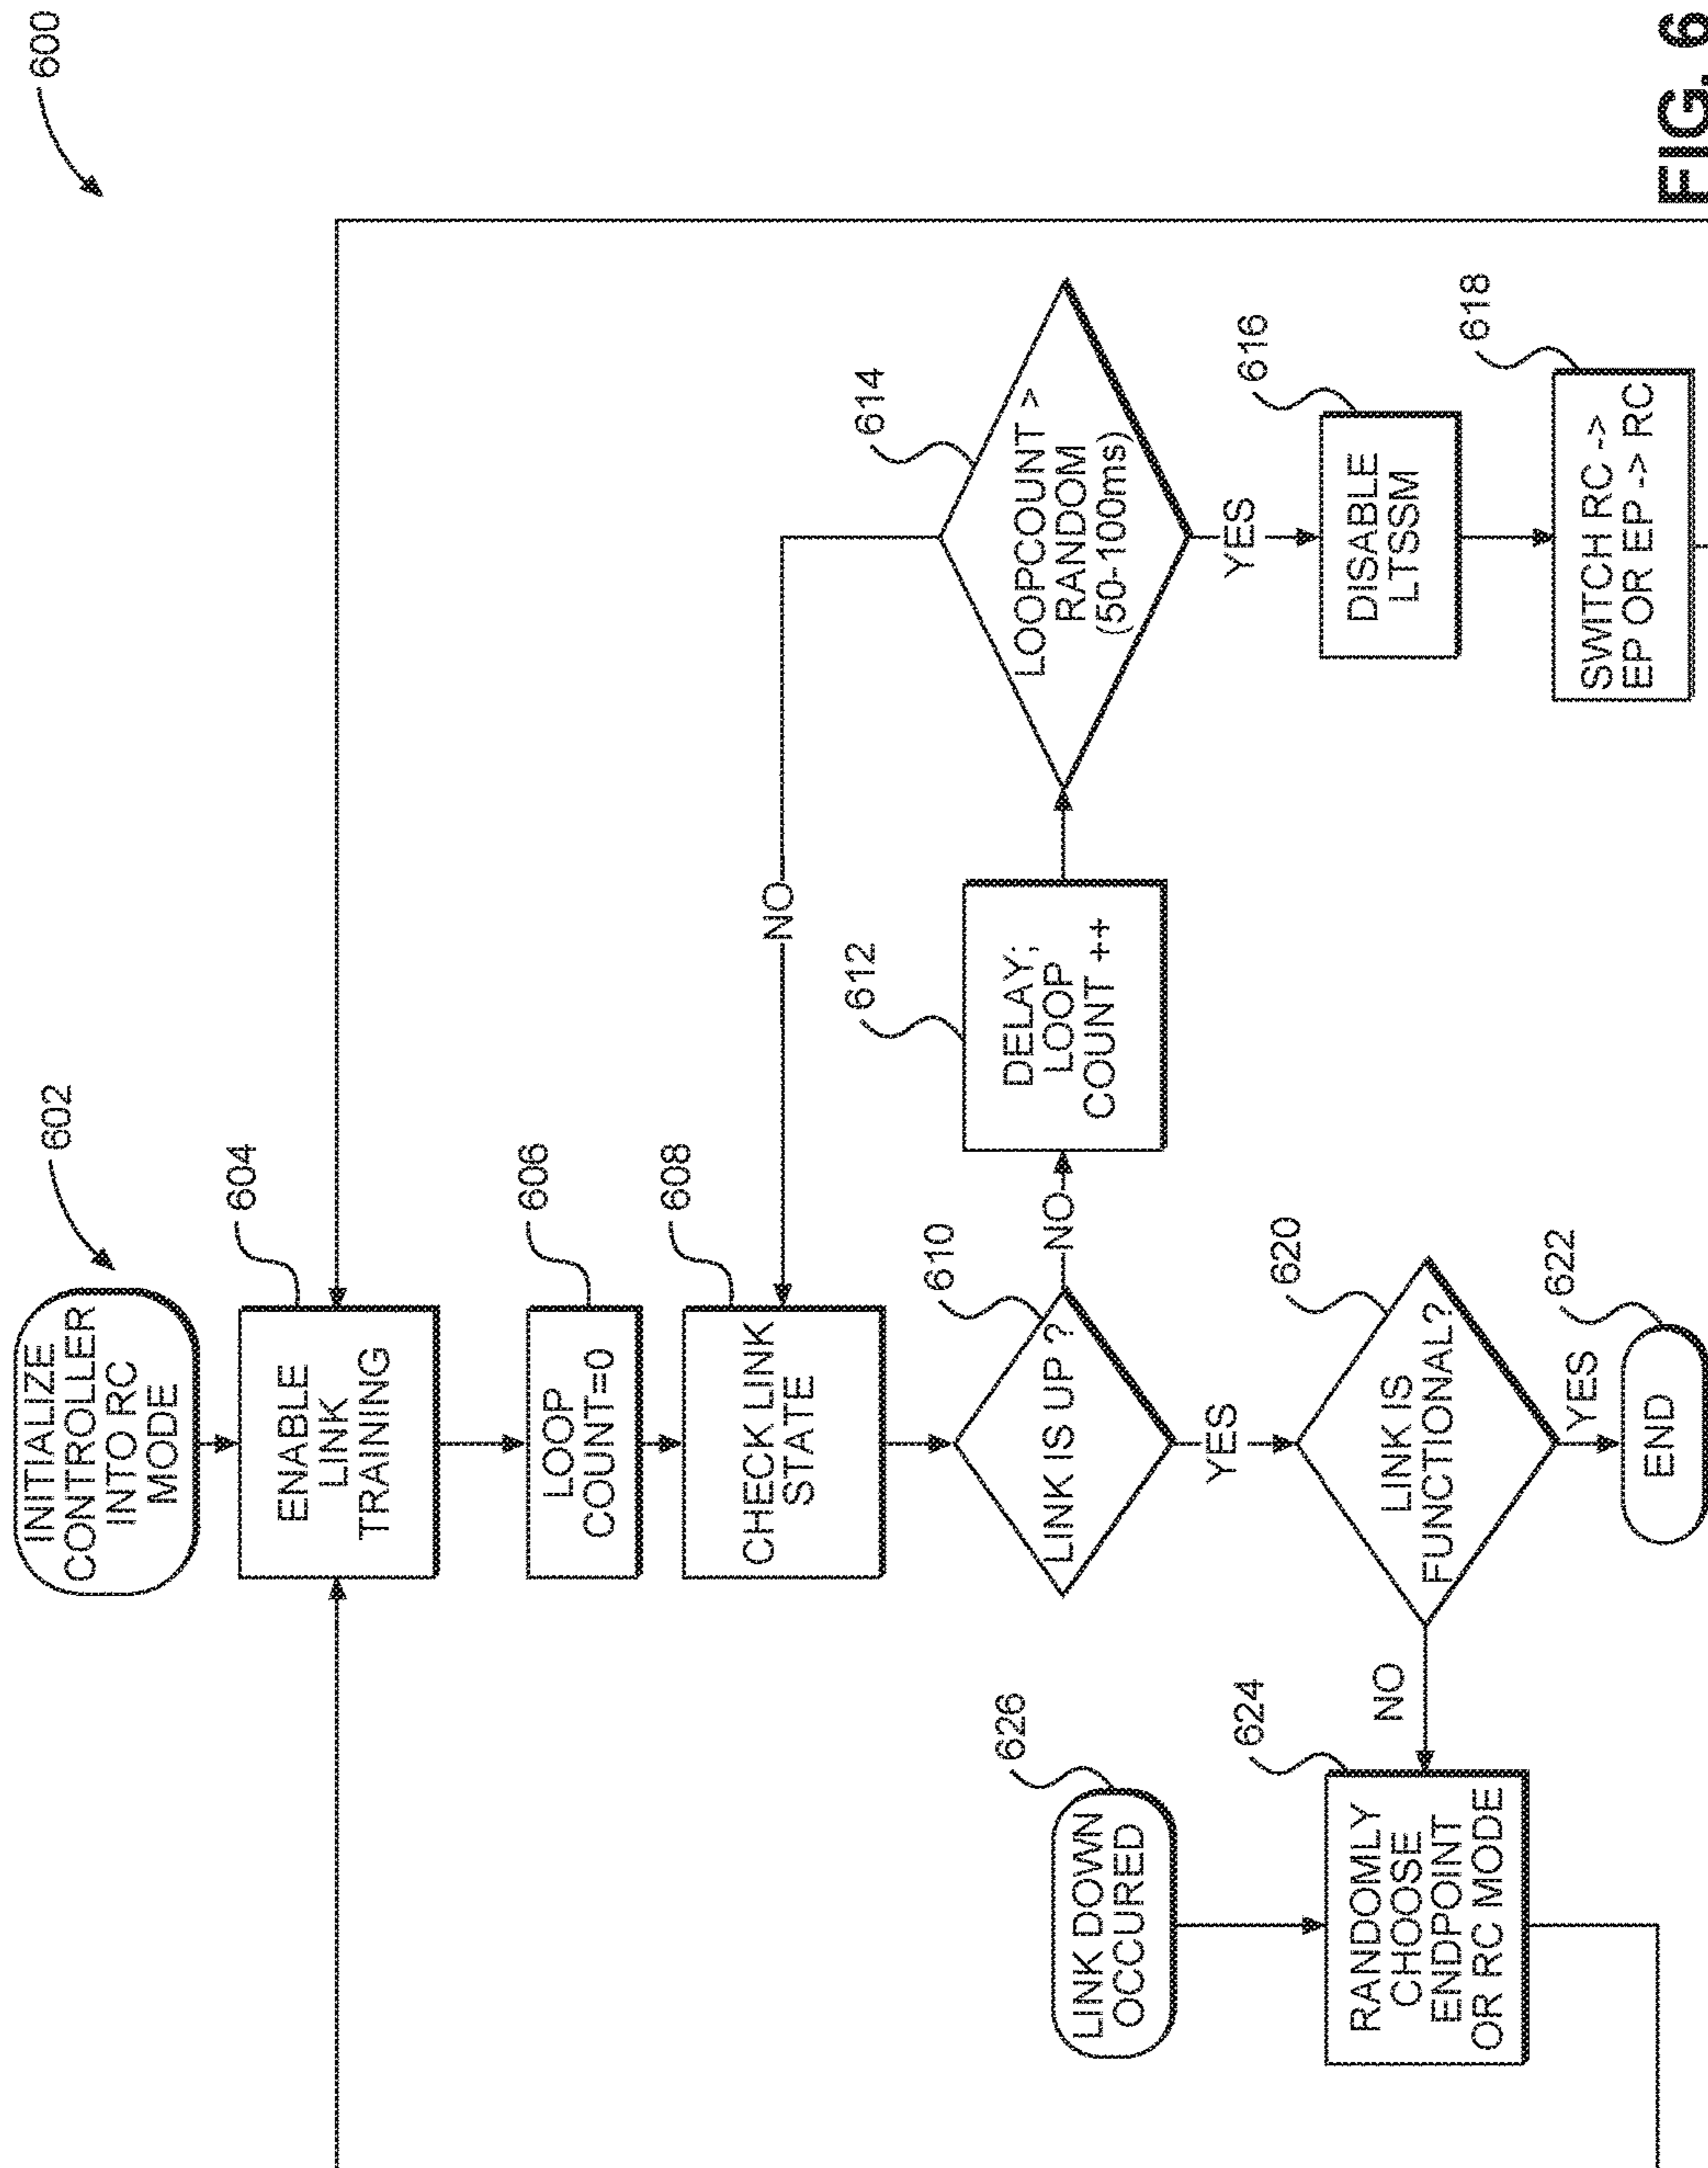 600
602
INITIALIZE
CONTROLLER
INTO RC
MODE
604
ENABLE
LINK
TRAINING
606
LOOP
COUNT=0
608
CHECK LINK
STATE
NO
610
LINK IS UP ?
NO
612
DELAY;
LOOP
COUNT ++
614
LOOPCOUNT >
RANDOM
(50-100ms)
YES
616
DISABLE
LTSSM
618
SWITCH RC ->
EP OR EP -> RC
YES
620
LINK IS
FUNCTIONAL?
YES
622
END
NO
626
LINK DOWN
OCCURED
624
RANDOMLY
CHOOSE
ENDPOINT
OR RC MODE
FIG. 6